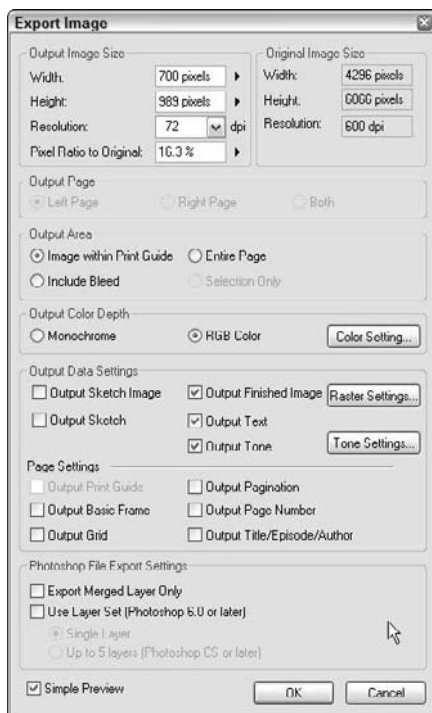 Export Image
Output Image Size
Width: 700 pixels
Height: 989 pixels
Resolution: 72 dpi
Pixel Ratio to Original: 16.3 %
Original Image Size
Width: 4296 pixels
Height: 6066 pixels
Resolution: 600 dpi
Output Page
Left Page Right Page Both
Output Area
Image within Print Guide Entire Page
Include Bleed Selection Only
Output Color Depth
Monochrome RGB Color Color Setting...
Output Data Settings
Output Sketch Image Output Finished Image Raster Settings...
Output Sketch Output Text
Output Tone Tone Settings...
Page Settings
Output Print Guide Output Pagination
Output Basic Frame Output Page Number
Output Grid Output Title/Episode/Author
Photoshop File Export Settings
Export Merged Layer Only
Use Layer Set (Photoshop 6.0 or later)
Single Layer
Up to 5 layers (Photoshop CS or later)
Simple Preview OK Cancel